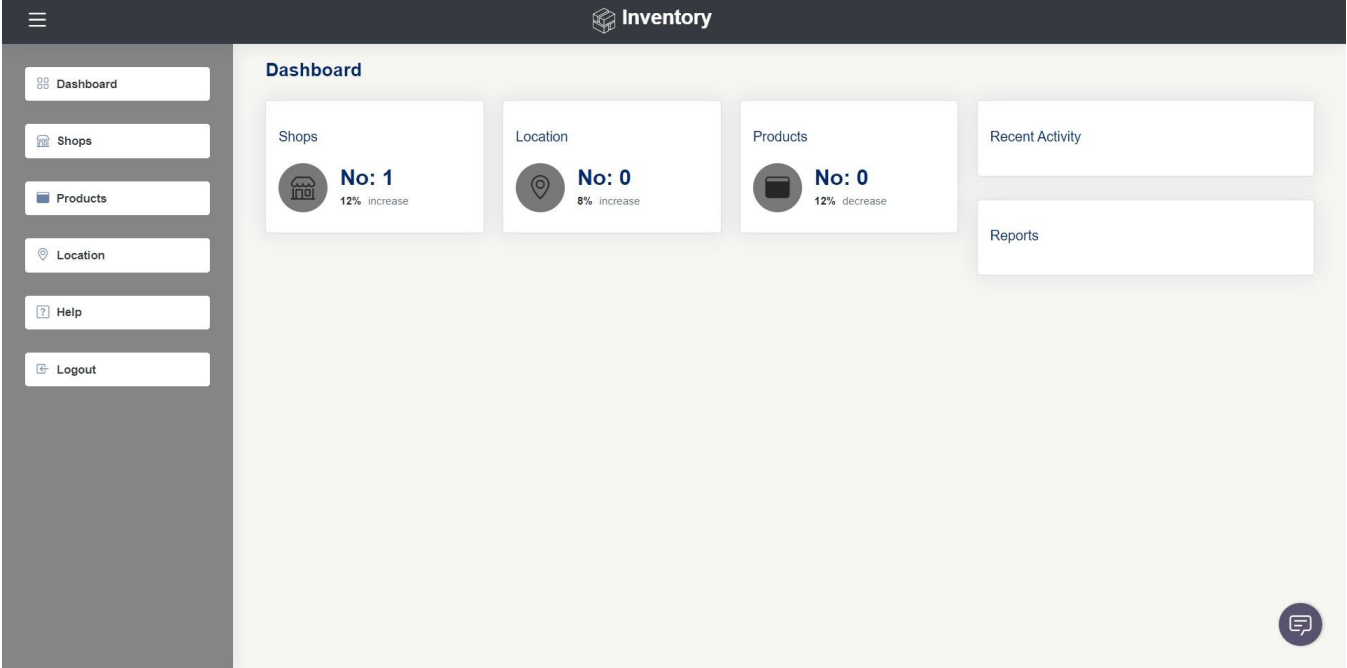 Inventory
Dashboard
Shops
Products
Location
Help
Logout
Dashboard
Shops
No: 1
12% increase
Location
No: 0
8% increase
Products
No: 0
12% decrease
Recent Activity
Reports